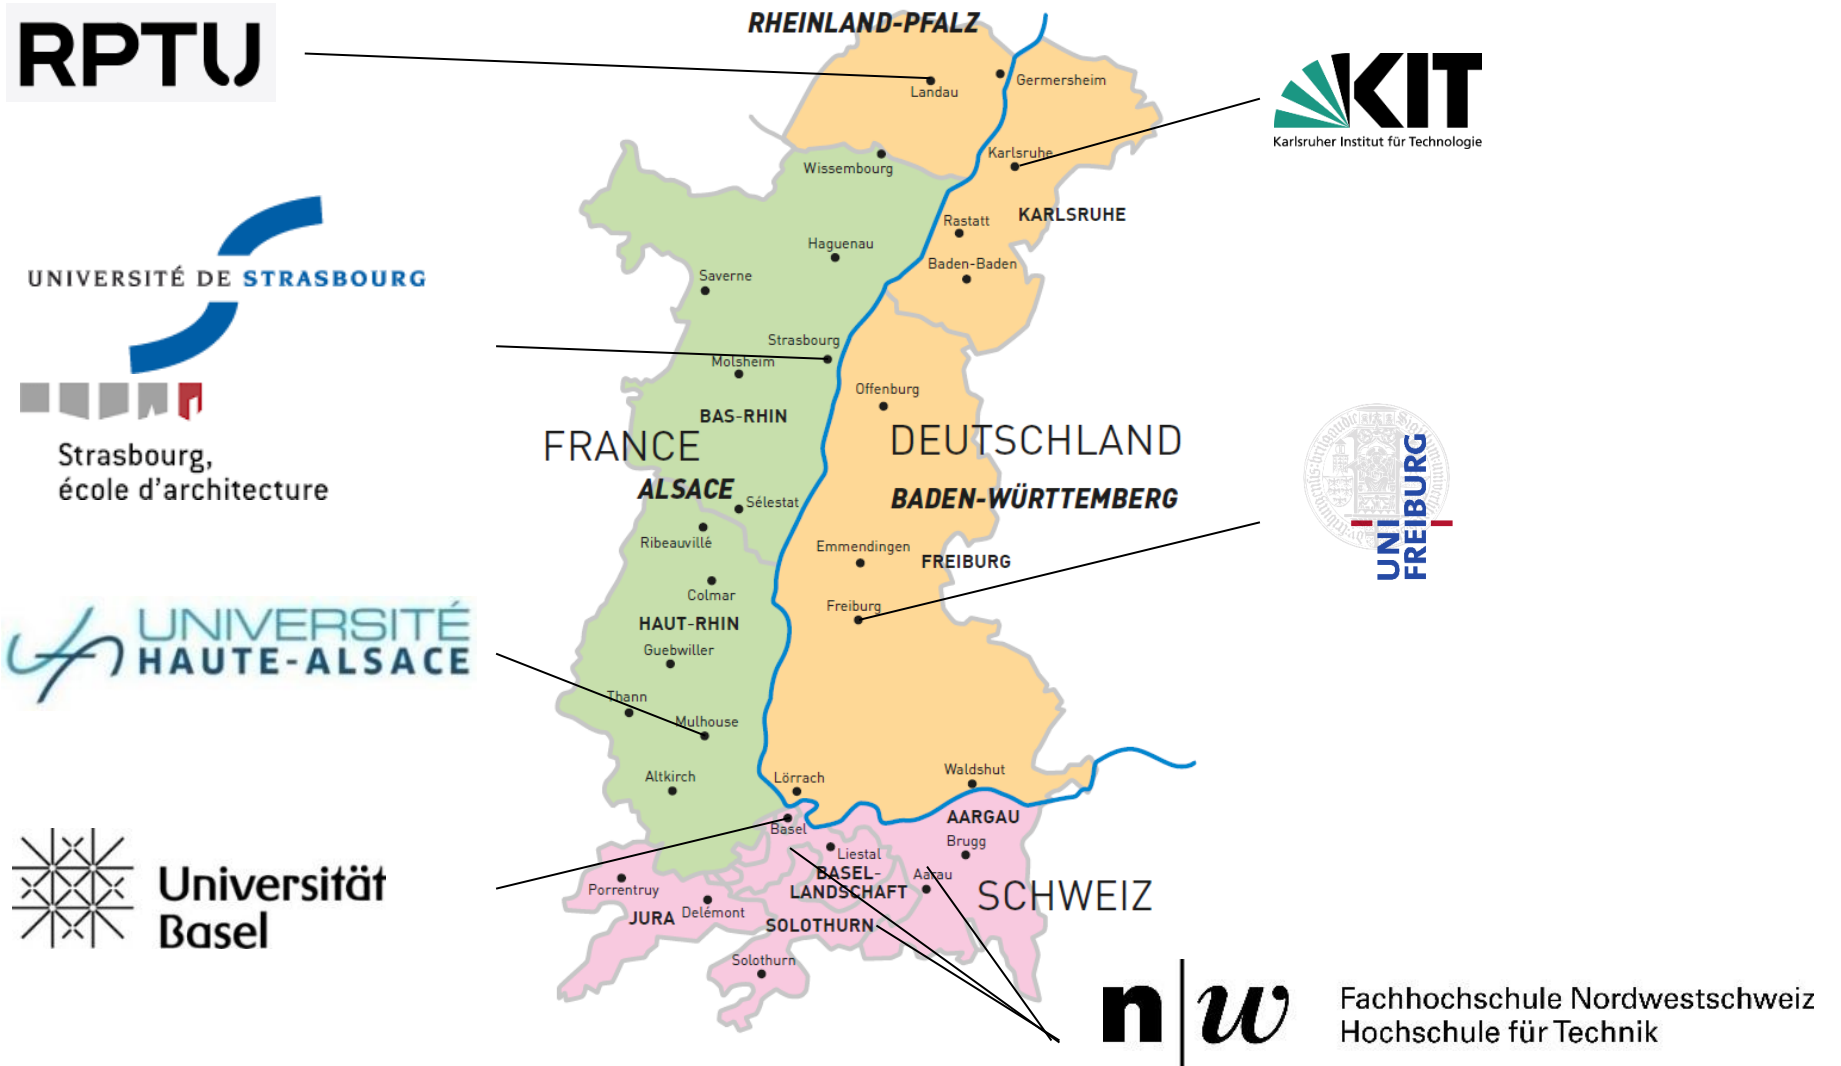 RPTU
RHEINLAND-PFALZ
Landau
Germersheim
KIT
Karlsruher Institut für Technologie
Wissembourg
Karlsruhe
Rastatt
KARLSRUHE
Haguenau
Baden-Baden
Saverne
UNIVERSITÉ DE STRASBOURG
Strasbourg
Molsheim
Offenburg
BAS-RHIN
FRANCE
DEUTSCHLAND
Strasbourg,
école d'architecture
ALSACE
BADEN-WÜRTTEMBERG
Sélestat
Ribeauvillé
Emmendingen
FREIBURG
UNI
FREIBURG
Colmar
Freiburg
HAUT-RHIN
UNIVERSITÉ
HAUTE-ALSACE
Guebwiller
Thann
Mulhouse
Altkirch
Lörrach
Waldshut
AARGAU
Basel
Brugg
Liestal
BASEL-
LANDSCHAFT
Aarau
SCHWEIZ
Universität
Basel
Porrentruy
JURA
Delémont
SOLOTHURN
Solothurn
n|w
Fachhochschule Nordwestschweiz
Hochschule für Technik